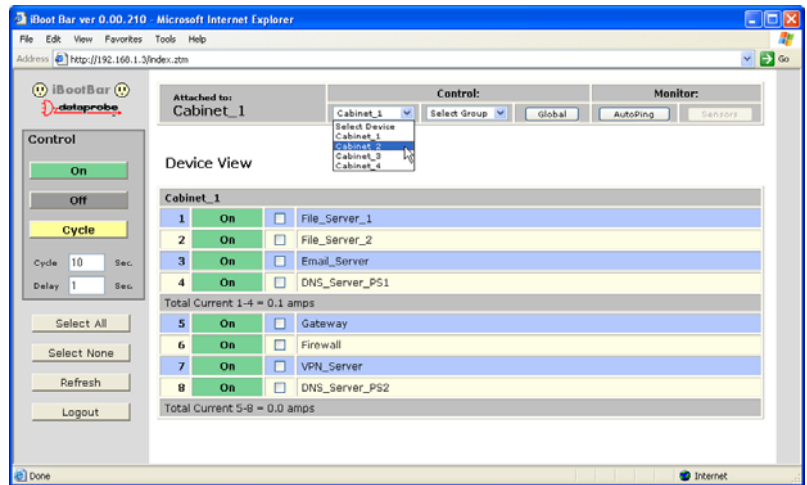 iBoot Bar ver 0.00.210 - Microsoft Internet Explorer
File Edit View Favorites Tools Help
Address http://192.168.1.3/index.ztm Go
iBootBar
dataprobe
Attached to:
Cabinet_1
Control:
Monitor:
Cabinet_1 Select Group Global AutoPing Sensors
Select Device
Cabinet_1
Cabinet_2
Cabinet_3
Cabinet_4
Control
On
Off
Cycle
Cycle 10 Sec.
Delay 1 Sec.
Select All
Select None
Refresh
Logout
Device View
Cabinet_1
1 On File_Server_1
2 On File_Server_2
3 On Email_Server
4 On DNS_Server_PS1
Total Current 1-4 = 0.1 amps
5 On Gateway
6 On Firewall
7 On VPN_Server
8 On DNS_Server_PS2
Total Current 5-8 = 0.0 amps
Done Internet